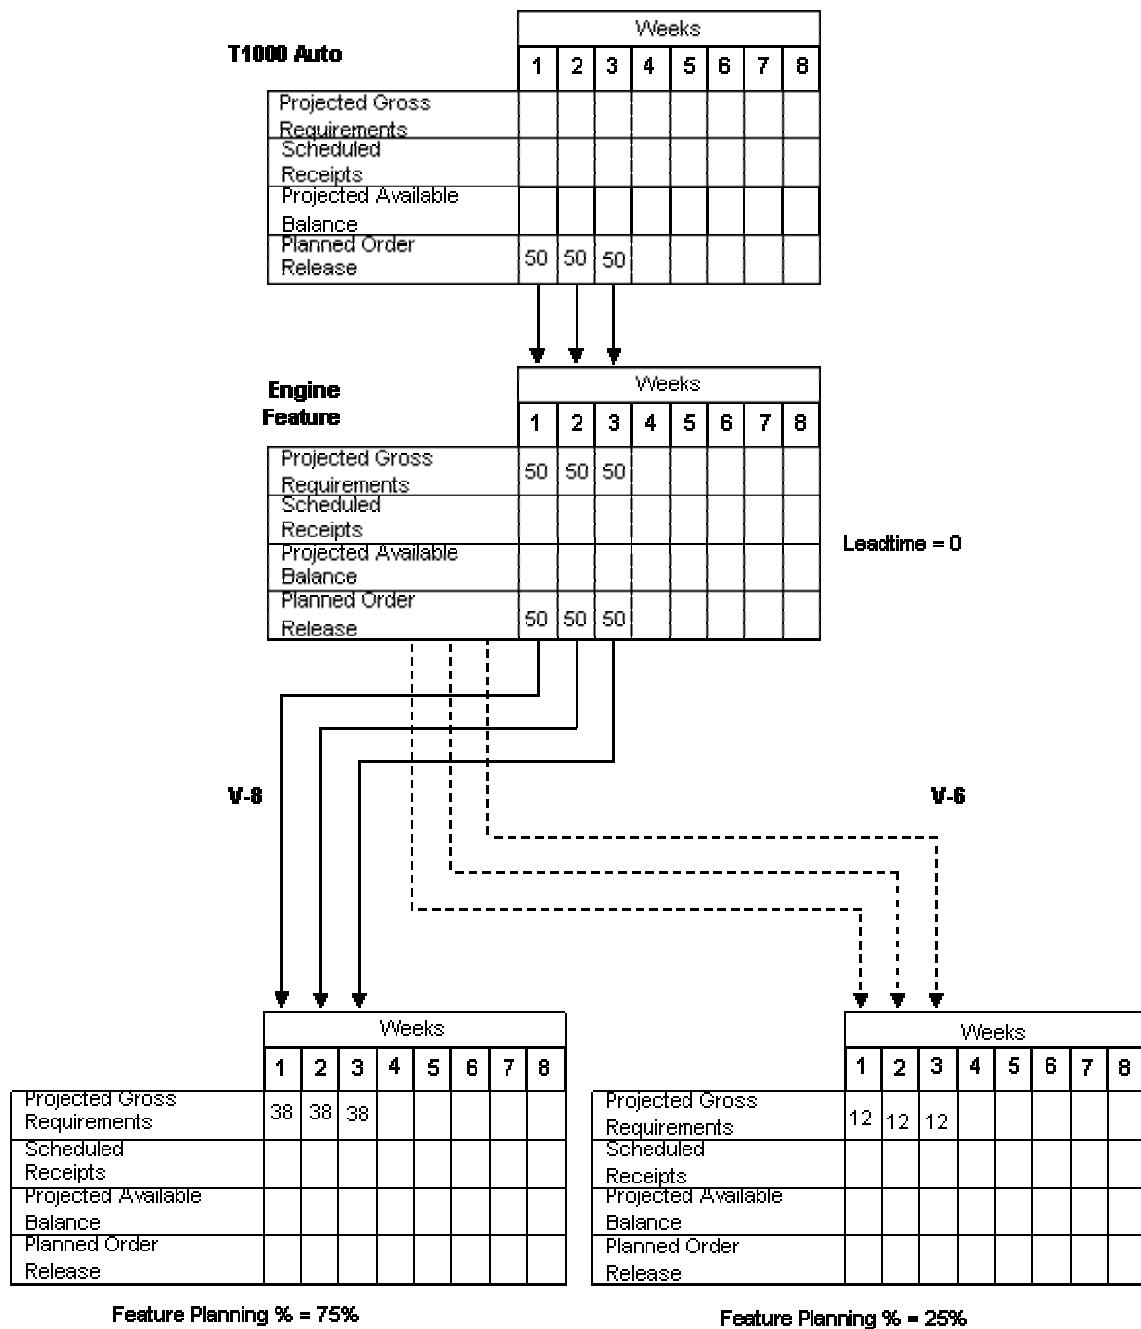 Weeks
T1000 Auto
1 2 3 4 5 6 7 8
Projected Gross
Requirements
Scheduled
Receipts
Projected Available
Balance
Planned Order
Release
50 50 50
Weeks
Engine
Feature
1 2 3 4 5 6 7 8
Projected Gross
Requirements
50 50 50
Scheduled
Receipts
Projected Available
Balance
Leadtime = 0
Planned Order
Release
50 50 50
V-8
V-6
Weeks
1 2 3 4 5 6 7 8
Projected Gross
Requirements
38 38 38
Scheduled
Receipts
Projected Available
Balance
Planned Order
Release
Feature Planning % = 75%
Weeks
1 2 3 4 5 6 7 8
Projected Gross
Requirements
12 12 12
Scheduled
Receipts
Projected Available
Balance
Planned Order
Release
Feature Planning % = 25%